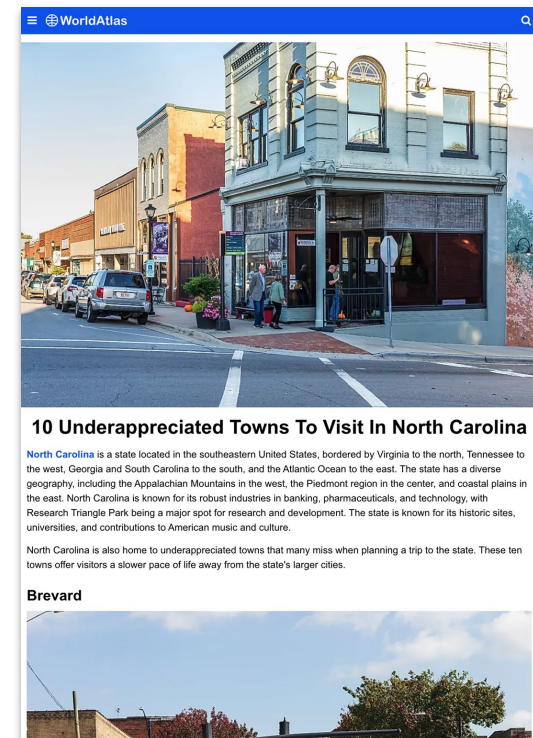 WorldAtlas
10 Underappreciated Towns To Visit In North Carolina
North Carolina is a state located in the southeastern United States, bordered by Virginia to the north, Tennessee to
the west, Georgia and South Carolina to the south, and the Atlantic Ocean to the east. The state has a diverse
geography, including the Appalachian Mountains in the west, the Piedmont region in the center, and coastal plains in
the east. North Carolina is known for its robust industries in banking, pharmaceuticals, and technology, with
Research Triangle Park being a major spot for research and development. The state is known for its historic sites,
universities, and contributions to American music and culture.
North Carolina is also home to underappreciated towns that many miss when planning a trip to the state. These ten
towns offer visitors a slower pace of life away from the state's larger cities.
Brevard